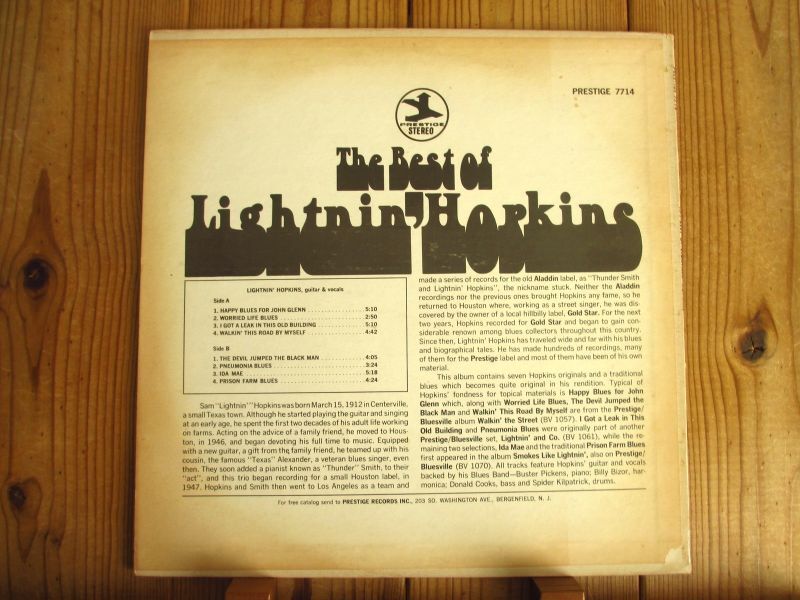 PRESTIGE 7714
PRESTIGE
STEREO
The Best of
Lightnin' Hopkins
LIGHTNIN' HOPKINS, guitar & vocals
Side A
1. HAPPY BLUES FOR JOHN GLENN . . . . . . . . . . 5:10
2. WORRIED LIFE BLUES . . . . . . . . . . 2:50
3. I GOT A LEAK IN THIS OLD BUILDING . . . . . . . . . . 5:10
4. WALKIN' THIS ROAD BY MYSELF . . . . . . . . . . 4:42
Side B
1. THE DEVIL JUMPED THE BLACK MAN . . . . . . . . . . 4:05
2. PNEUMONIA BLUES . . . . . . . . . . 3:24
3. IDA MAE . . . . . . . . . . 5:18
4. PRISON FARM BLUES . . . . . . . . . . 4:24
Sam "Lightnin'" Hopkins was born March 15, 1912 in Centerville,
a small Texas town. Although he started playing the guitar and singing
at an early age, he spent the first two decades of his adult life working
on farms. Acting on the advice of a family friend, he moved to Hous-
ton, in 1946, and began devoting his full time to music. Equipped
with a new guitar, a gift from the family friend, he teamed up with his
cousin, the famous "Texas" Alexander, a veteran blues singer, even
then. They soon added a pianist known as "Thunder" Smith, to their
"act", and this trio began recording for a small Houston label, in
1947. Hopkins and Smith then went to Los Angeles as a team and
made a series of records for the old Aladdin label, as "Thunder Smith
and Lightnin' Hopkins", the nickname stuck. Neither the Aladdin
recordings nor the previous ones brought Hopkins any fame, so he
returned to Houston where, working as a street singer, he was dis-
covered by the owner of a local hillbilly label, Gold Star. For the next
two years, Hopkins recorded for Gold Star and began to gain con-
siderable renown among blues collectors throughout this country.
Since then, Lightnin' Hopkins has traveled wide and far with his blues
and biographical tales. He has made hundreds of recordings, many
of them for the Prestige label and most of them have been of his own
material.
This album contains seven Hopkins originals and a traditional
blues which becomes quite original in his rendition. Typical of
Hopkins' fondness for topical materials is Happy Blues for John
Glenn which, along with Worried Life Blues, The Devil Jumped the
Black Man and Walkin' This Road By Myself are from the Prestige/
Bluesville album Walkin' the Street (BV 1057). I Got a Leak in This
Old Building and Pneumonia Blues were originally part of another
Prestige/Bluesville set, Lightnin' and Co. (BV 1061), while the re-
maining two selections, Ida Mae and the traditional Prison Farm Blues
first appeared in the album Smokes Like Lightnin', also on Prestige/
Bluesville (BV 1070). All tracks feature Hopkins' guitar and vocals
backed by his Blues Band—Buster Pickens, piano; Billy Bizor, har-
monica; Donald Cooks, bass and Spider Kilpatrick, drums.
For free catalog send to PRESTIGE RECORDS INC., 203 SO. WASHINGTON AVE., BERGENFIELD, N. J.